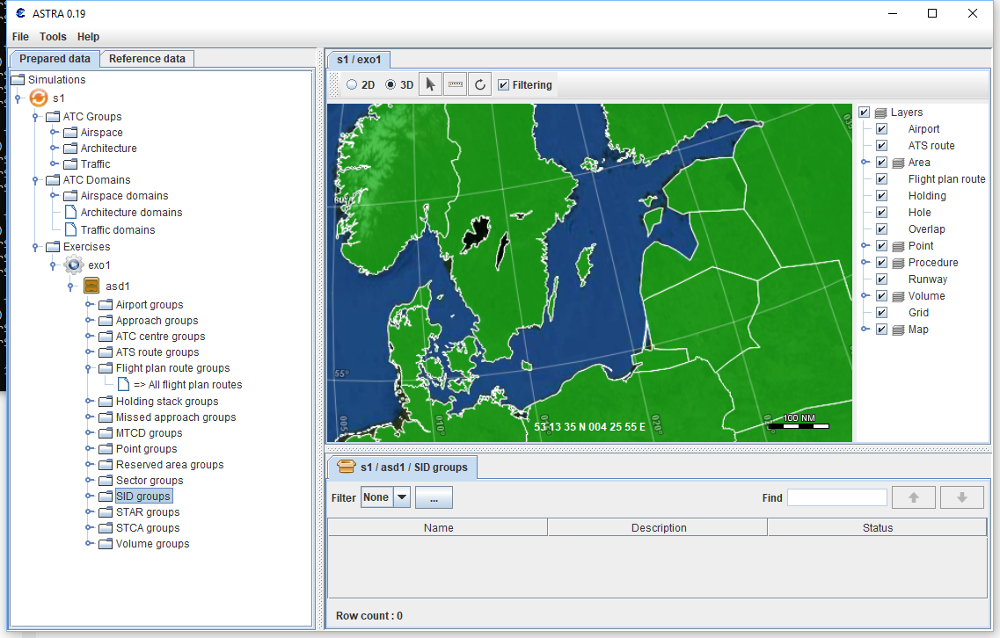 ASTRA 0.19
File Tools Help
Prepared data Reference data
Simulations
s1
ATC Groups
Airspace
Architecture
Traffic
ATC Domains
Airspace domains
Architecture domains
Traffic domains
Exercises
exo1
asd1
Airport groups
Approach groups
ATC centre groups
ATS route groups
Flight plan route groups
=> All flight plan routes
Holding stack groups
Missed approach groups
MTCD groups
Point groups
Reserved area groups
Sector groups
SID groups
STAR groups
STCA groups
Volume groups
s1 / exo1
2D 3D Filtering
55°
005°
010°
020°
53 13 35 N 004 25 55 E
100 NM
Layers
Airport
ATS route
Area
Flight plan route
Holding
Hole
Overlap
Point
Procedure
Runway
Volume
Grid
Map
s1 / asd1 / SID groups
Filter None ... Find
Name Description Status
Row count : 0